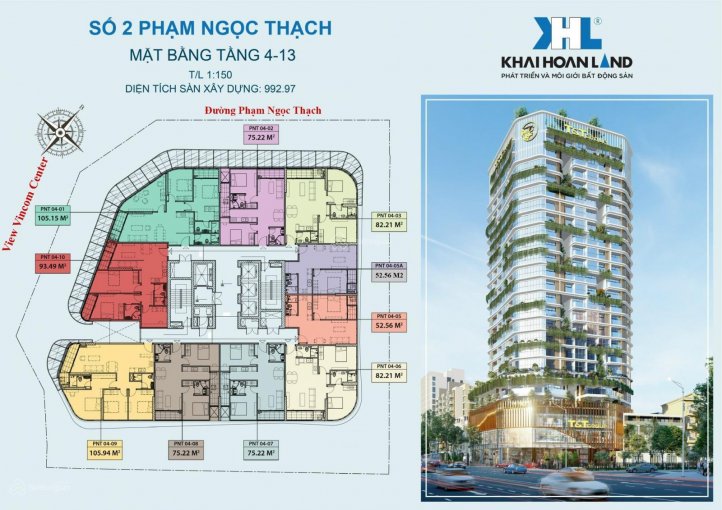 SỐ 2 PHẠM NGỌC THẠCH
MẶT BẰNG TẦNG 4-13
T/L 1:150
DIỆN TÍCH SÀN XÂY DỰNG: 992.97
KHL
®
KHAI HOAN LAND
PHÁT TRIỂN VÀ MÔI GIỚI BẤT ĐỘNG SẢN
Đường Phạm Ngọc Thạch
View Vincom Center
PNT 04-02
75.22 M²
PNT 04-01
105.15 M²
PNT 04-03
82.21 M²
PNT 04-10
93.49 M²
PNT 04-05A
52.56 M2
PNT 04-05
52.56 M²
PNT 04-06
82.21 M²
PNT 04-09
105.94 M²
PNT 04-08
75.22 M²
PNT 04-07
75.22 M²
T&T GROUP